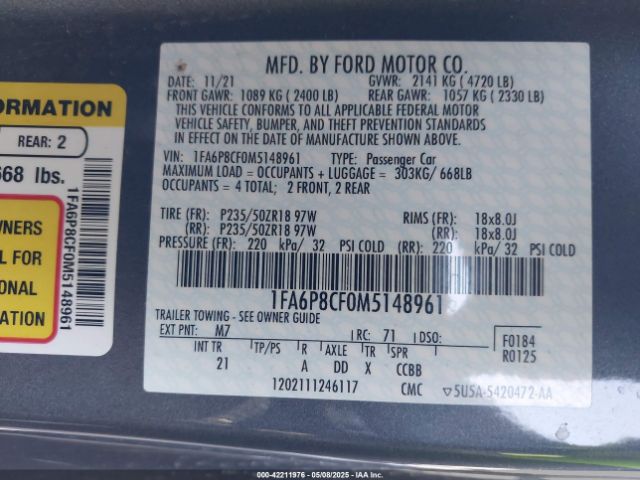 ORMATION
REAR: 2
668 lbs.
WNERS
L FOR
ONAL
ATION
1FA6P8CF0M5148961
MFD. BY FORD MOTOR CO.
DATE: 11/21 GVWR: 2141 KG ( 4720 LB)
FRONT GAWR: 1089 KG ( 2400 LB) REAR GAWR: 1057 KG ( 2330 LB)
THIS VEHICLE CONFORMS TO ALL APPLICABLE FEDERAL MOTOR
VEHICLE SAFETY, BUMPER, AND THEFT PREVENTION STANDARDS
IN EFFECT ON THE DATE OF MANUFACTURE SHOWN ABOVE.
VIN: 1FA6P8CF0M5148961 TYPE: Passenger Car
MAXIMUM LOAD = OCCUPANTS + LUGGAGE = 303KG/ 668LB
OCCUPANTS = 4 TOTAL; 2 FRONT, 2 REAR
TIRE (FR): P235/50ZR18 97W RIMS (FR): 18x8.0J
(RR): P235/50ZR18 97W (RR): 18x8.0J
PRESSURE (FR): 220 kPa/ 32 PSI COLD (RR): 220 kPa/ 32 PSI COLD
1FA6P8CF0M5148961
TRAILER TOWING - SEE OWNER GUIDE
EXT PNT: M7 RC: 71 DSO: F0184
R0125
INT TR TP/PS R AXLE TR SPR
21 A DD X CCBB
1202111246117 CMC ▽5U5A-5420472-AA
000-42211976 | 05/08/2025 | IAA Inc.